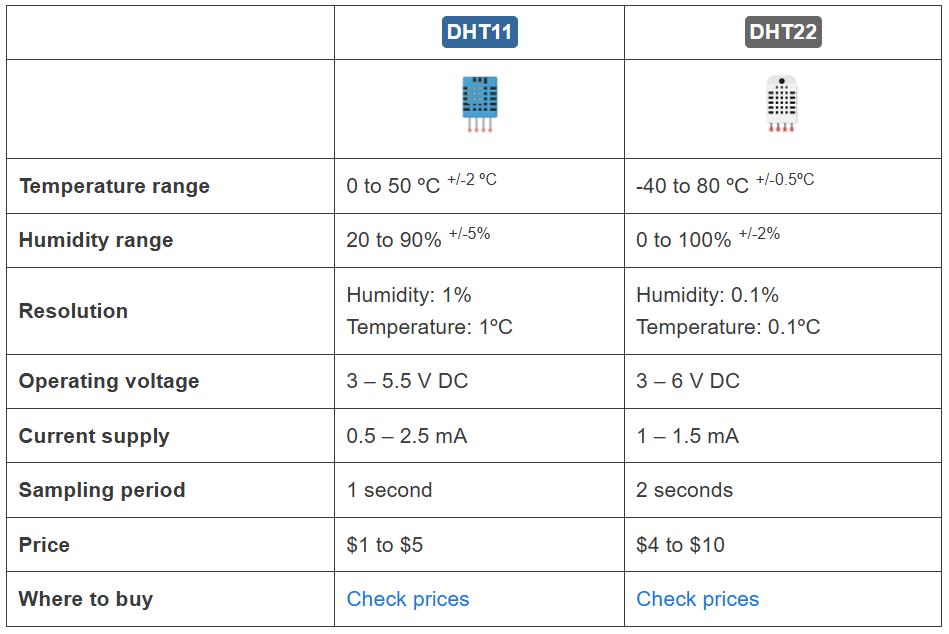 DHT11 DHT22
Temperature range 0 to 50 ºC +/-2 ºC -40 to 80 ºC +/-0.5ºC
Humidity range 20 to 90% +/-5% 0 to 100% +/-2%
Resolution Humidity: 1% Humidity: 0.1%
Temperature: 1ºC Temperature: 0.1ºC
Operating voltage 3 – 5.5 V DC 3 – 6 V DC
Current supply 0.5 – 2.5 mA 1 – 1.5 mA
Sampling period 1 second 2 seconds
Price $1 to $5 $4 to $10
Where to buy Check prices Check prices